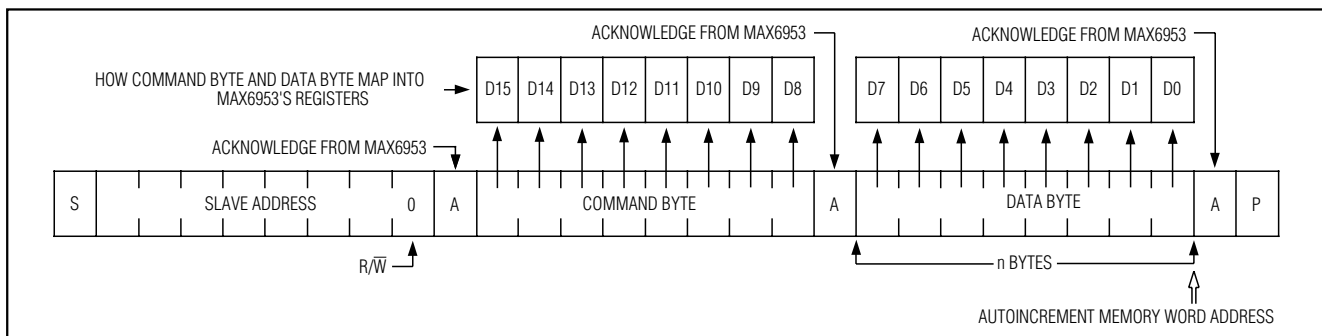 ACKNOWLEDGE FROM MAX6953
ACKNOWLEDGE FROM MAX6953
HOW COMMAND BYTE AND DATA BYTE MAP INTO
MAX6953'S REGISTERS
D15 D14 D13 D12 D11 D10 D9 D8
D7 D6 D5 D4 D3 D2 D1 D0
ACKNOWLEDGE FROM MAX6953
S SLAVE ADDRESS 0 A COMMAND BYTE A DATA BYTE A P
R/W̅
n BYTES
AUTOINCREMENT MEMORY WORD ADDRESS